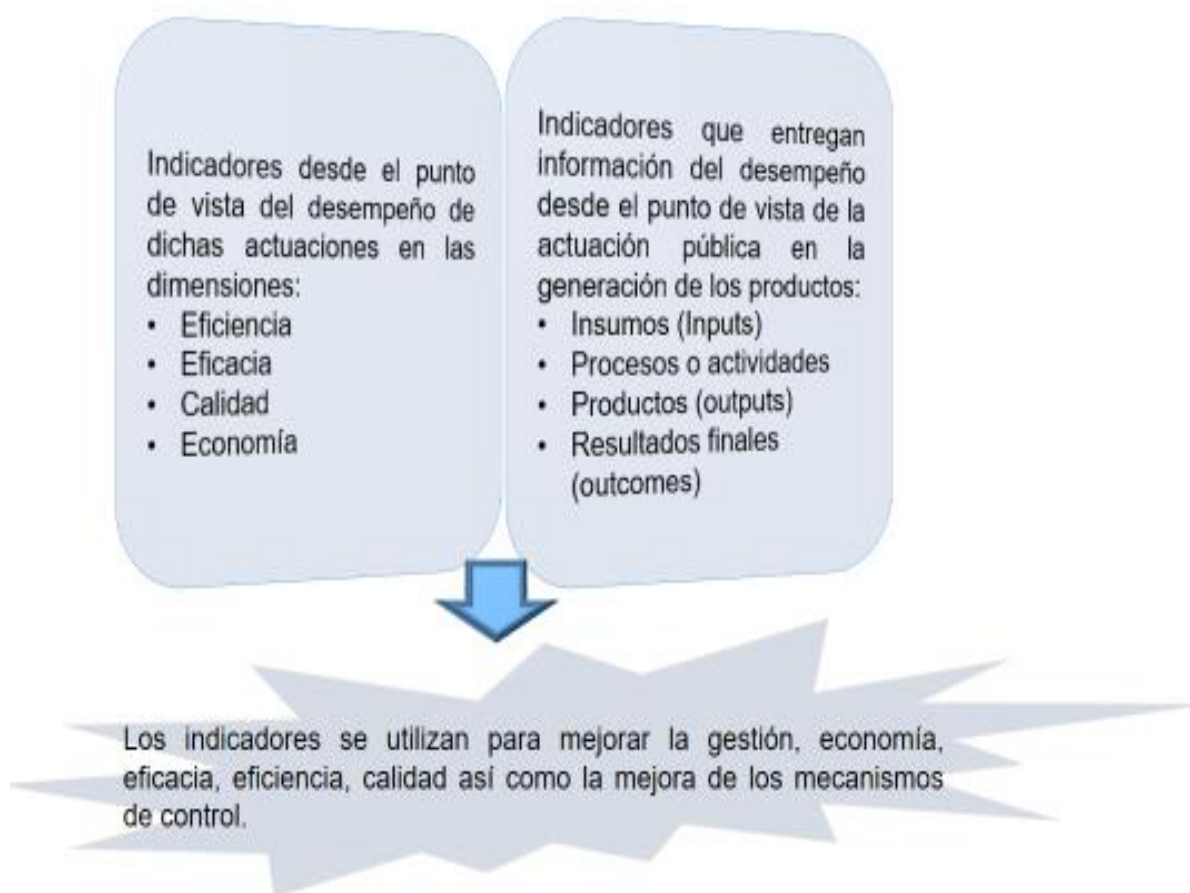 Indicadores desde el punto
de vista del desempeño de
dichas actuaciones en las
dimensiones:
• Eficiencia
• Eficacia
• Calidad
• Economía
Indicadores que entregan
información del desempeño
desde el punto de vista de la
actuación pública en la
generación de los productos:
• Insumos (Inputs)
• Procesos o actividades
• Productos (outputs)
• Resultados finales
(outcomes)
Los indicadores se utilizan para mejorar la gestión, economía,
eficacia, eficiencia, calidad así como la mejora de los mecanismos
de control.